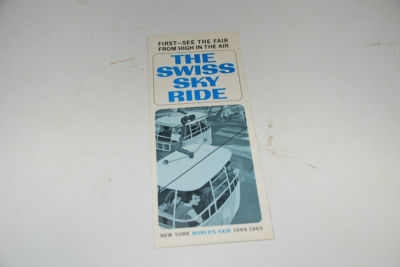 FIRST—SEE THE FAIR
FROM HIGH IN THE AIR
THE
SWISS
SKY
RIDE
NEW YORK WORLD'S FAIR 1964-1965